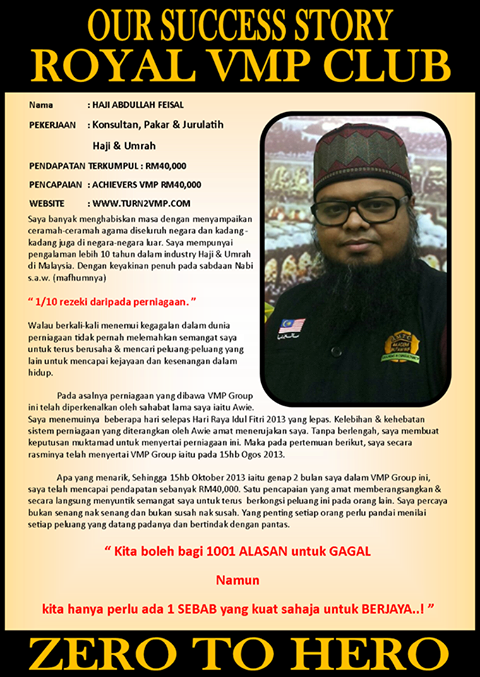 OUR SUCCESS STORY
ROYAL VMP CLUB
Nama : HAJI ABDULLAH FEISAL
PEKERJAAN : Konsultan, Pakar & Jurulatih
Haji & Umrah
PENDAPATAN TERKUMPUL : RM40,000
PENCAPAIAN : ACHIEVERS VMP RM40,000
WEBSITE : WWW.TURN2VMP.COM
Saya banyak menghabiskan masa dengan menyampaikan
ceramah-ceramah agama diseluruh negara dan kadang-
kadang juga di negara-negara luar. Saya mempunyai
pengalaman lebih 10 tahun dalam industry Haji & Umrah
di Malaysia. Dengan keyakinan penuh pada sabdaan Nabi
s.a.w. (mafhumnya)
“ 1/10 rezeki daripada perniagaan. ”
Walau berkali-kali menemui kegagalan dalam dunia
perniagaan tidak pernah melemahkan semangat saya
untuk terus berusaha & mencari peluang-peluang yang
lain untuk mencapai kejayaan dan kesenangan dalam
hidup.
Pada asalnya perniagaan yang dibawa VMP Group
ini telah diperkenalkan oleh sahabat lama saya iaitu Awie.
Saya menemuinya beberapa hari selepas Hari Raya Idul Fitri 2013 yang lepas. Kelebihan & kehebatan
sistem perniagaan yang diterangkan oleh Awie amat menerujakan saya. Tanpa berlengah, saya membuat
keputusan muktamad untuk menyertai perniagaan ini. Maka pada pertemuan berikut, saya secara
rasminya telah menyertai VMP Group iaitu pada 15hb Ogos 2013.
Apa yang menarik, Sehingga 15hb Oktober 2013 iaitu genap 2 bulan saya dalam VMP Group ini,
saya telah mencapai pendapatan sebanyak RM40,000. Satu pencapaian yang amat memberangsangkan &
secara langsung menyuntik semangat saya untuk terus berkongsi peluang ini pada orang lain. Saya percaya
bukan senang nak senang dan bukan susah nak susah. Yang penting setiap orang perlu pandai menilai
setiap peluang yang datang padanya dan bertindak dengan pantas.
“ Kita boleh bagi 1001 ALASAN untuk GAGAL
Namun
kita hanya perlu ada 1 SEBAB yang kuat sahaja untuk BERJAYA..! ”
ZERO TO HERO